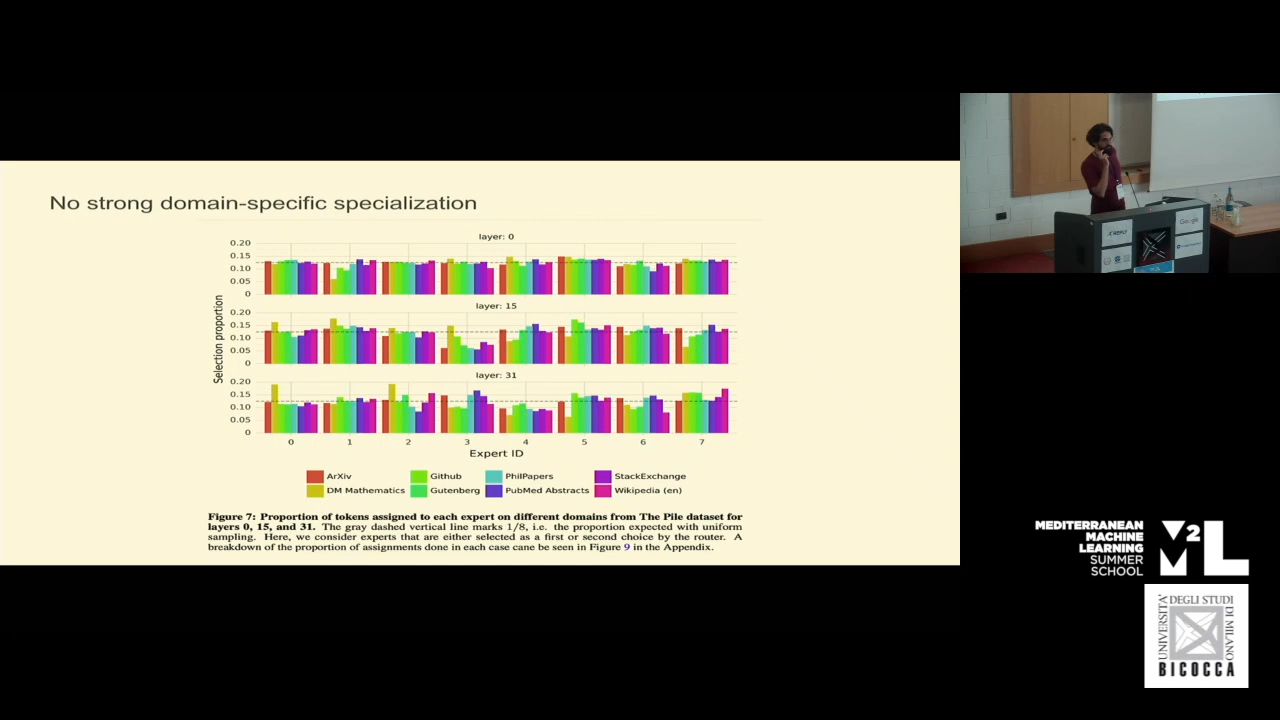 No strong domain-specific specialization
layer: 0
0.20
0.15
0.10
0.05
0
layer: 15
0.20
0.15
0.10
0.05
0
layer: 31
0.20
0.15
0.10
0.05
0
Selection proportion
0 1 2 3 4 5 6 7
Expert ID
ArXiv Github PhilPapers StackExchange
DM Mathematics Gutenberg PubMed Abstracts Wikipedia (en)
Figure 7: Proportion of tokens assigned to each expert on different domains from The Pile dataset for
layers 0, 15, and 31. The gray dashed vertical line marks 1/8, i.e. the proportion expected with uniform
sampling. Here, we consider experts that are either selected as a first or second choice by the router. A
breakdown of the proportion of assignments done in each case cane be seen in Figure 9 in the Appendix.
Google
MEDITERRANEAN
MACHINE
LEARNING
SUMMER
SCHOOL
M2L
UNIVERSITA'
DEGLI STUDI
DI MILANO
BICOCCA